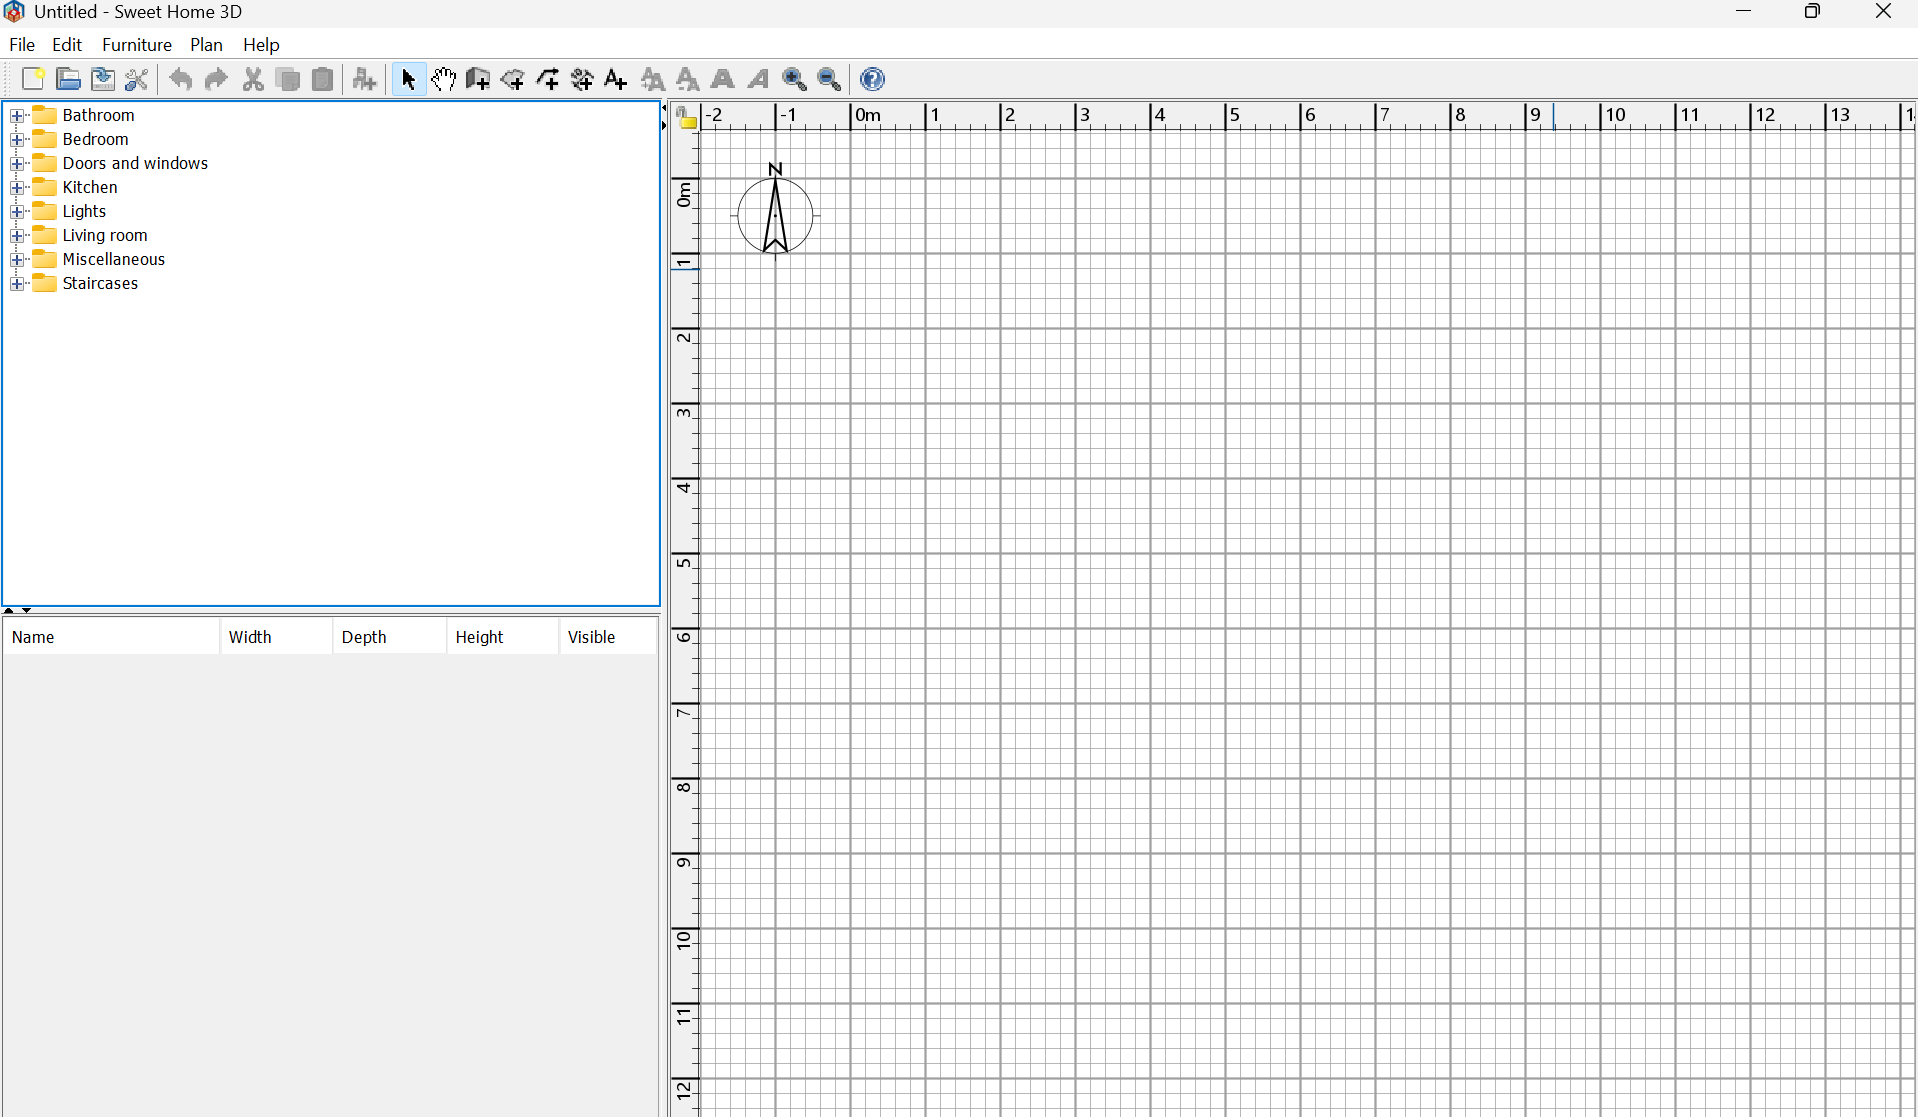 Untitled - Sweet Home 3D
File Edit Furniture Plan Help
Bathroom
Bedroom
Doors and windows
Kitchen
Lights
Living room
Miscellaneous
Staircases
Name Width Depth Height Visible
-2 -1 0m 1 2 3 4 5 6 7 8 9 10 11 12 13
N
0m
1
2
3
4
5
6
7
8
9
10
11
12